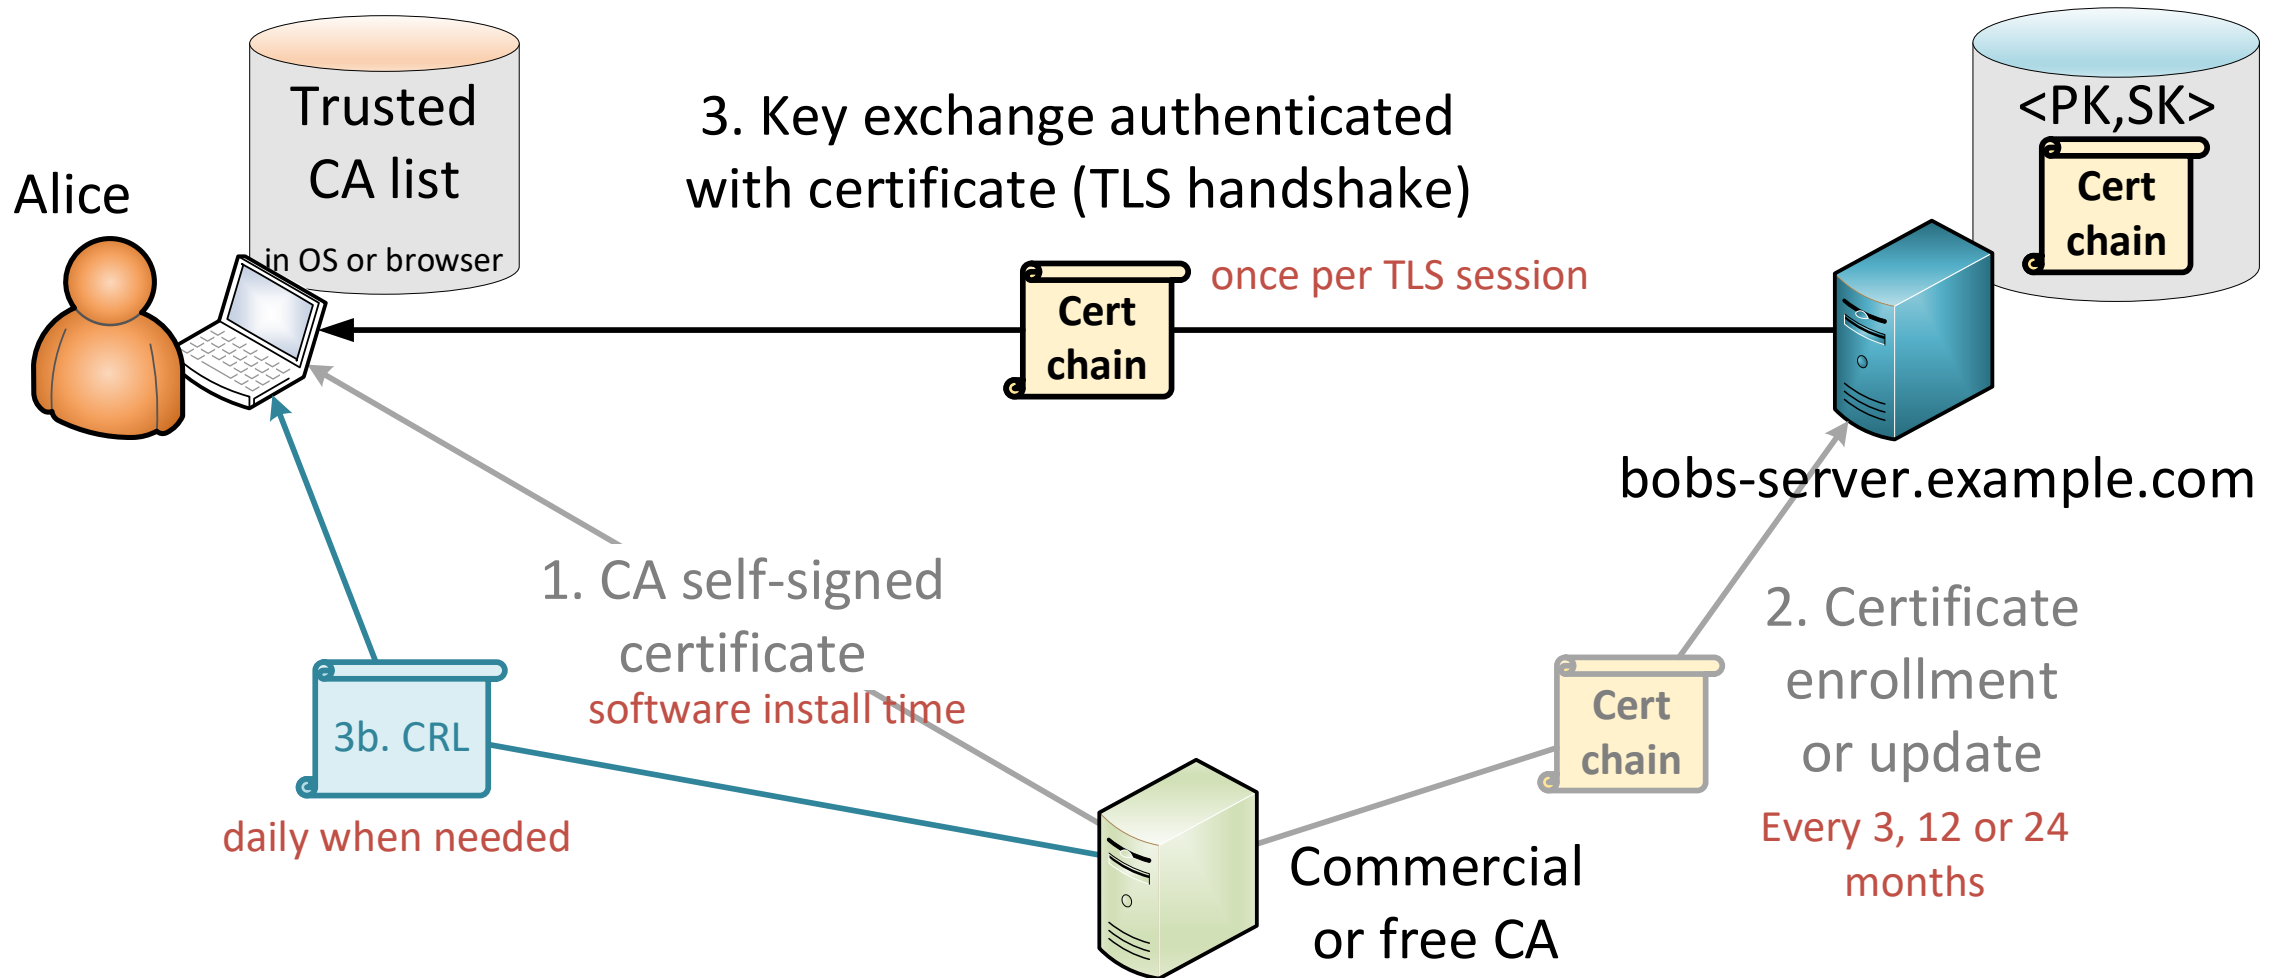 Trusted
CA list
in OS or browser
Alice
3. Key exchange authenticated
with certificate (TLS handshake)
once per TLS session
Cert
chain
<PK,SK>
Cert
chain
bobs-server.example.com
1. CA self-signed
certificate
software install time
3b. CRL
daily when needed
Cert
chain
2. Certificate
enrollment
or update
Every 3, 12 or 24
months
Commercial
or free CA